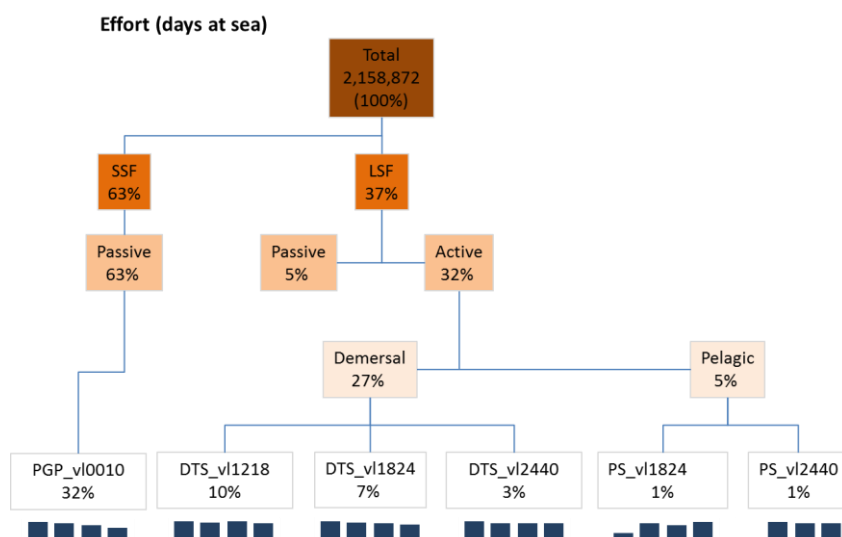 Effort (days at sea)
Total
2,158,872
(100%)
SSF
63%
LSF
37%
Passive
63%
Passive
5%
Active
32%
Demersal
27%
Pelagic
5%
PGP_vl0010
32%
DTS_vl1218
10%
DTS_vl1824
7%
DTS_vl2440
3%
PS_vl1824
1%
PS_vl2440
1%